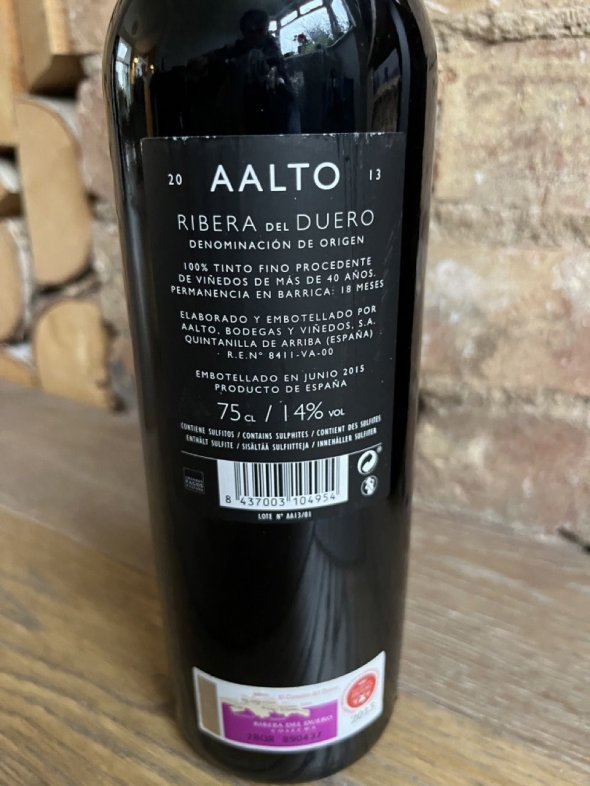 20 AALTO 13
RIBERA DEL DUERO
DENOMINACIÓN DE ORIGEN
100% TINTO FINO PROCEDENTE
DE VIÑEDOS DE MÁS DE 40 AÑOS.
PERMANENCIA EN BARRICA: 18 MESES
ELABORADO Y EMBOTELLADO POR
AALTO, BODEGAS Y VIÑEDOS, S.A.
QUINTANILLA DE ARRIBA (ESPAÑA)
R.E.Nº 8411-VA-00
EMBOTELLADO EN JUNIO 2015
PRODUCTO DE ESPAÑA
75CL / 14% VOL
CONTIENE SULFITOS / CONTAINS SULPHITES / CONTIENT DES SULFITES
ENTHÄLT SULFITE / SISÄLTÄÄ SULFIITTEJA / INNEHÅLLER SULFITER
8 437003 104954
LOTE Nº AA13/01
RIBERA DEL DUERO
COSECHA
2013